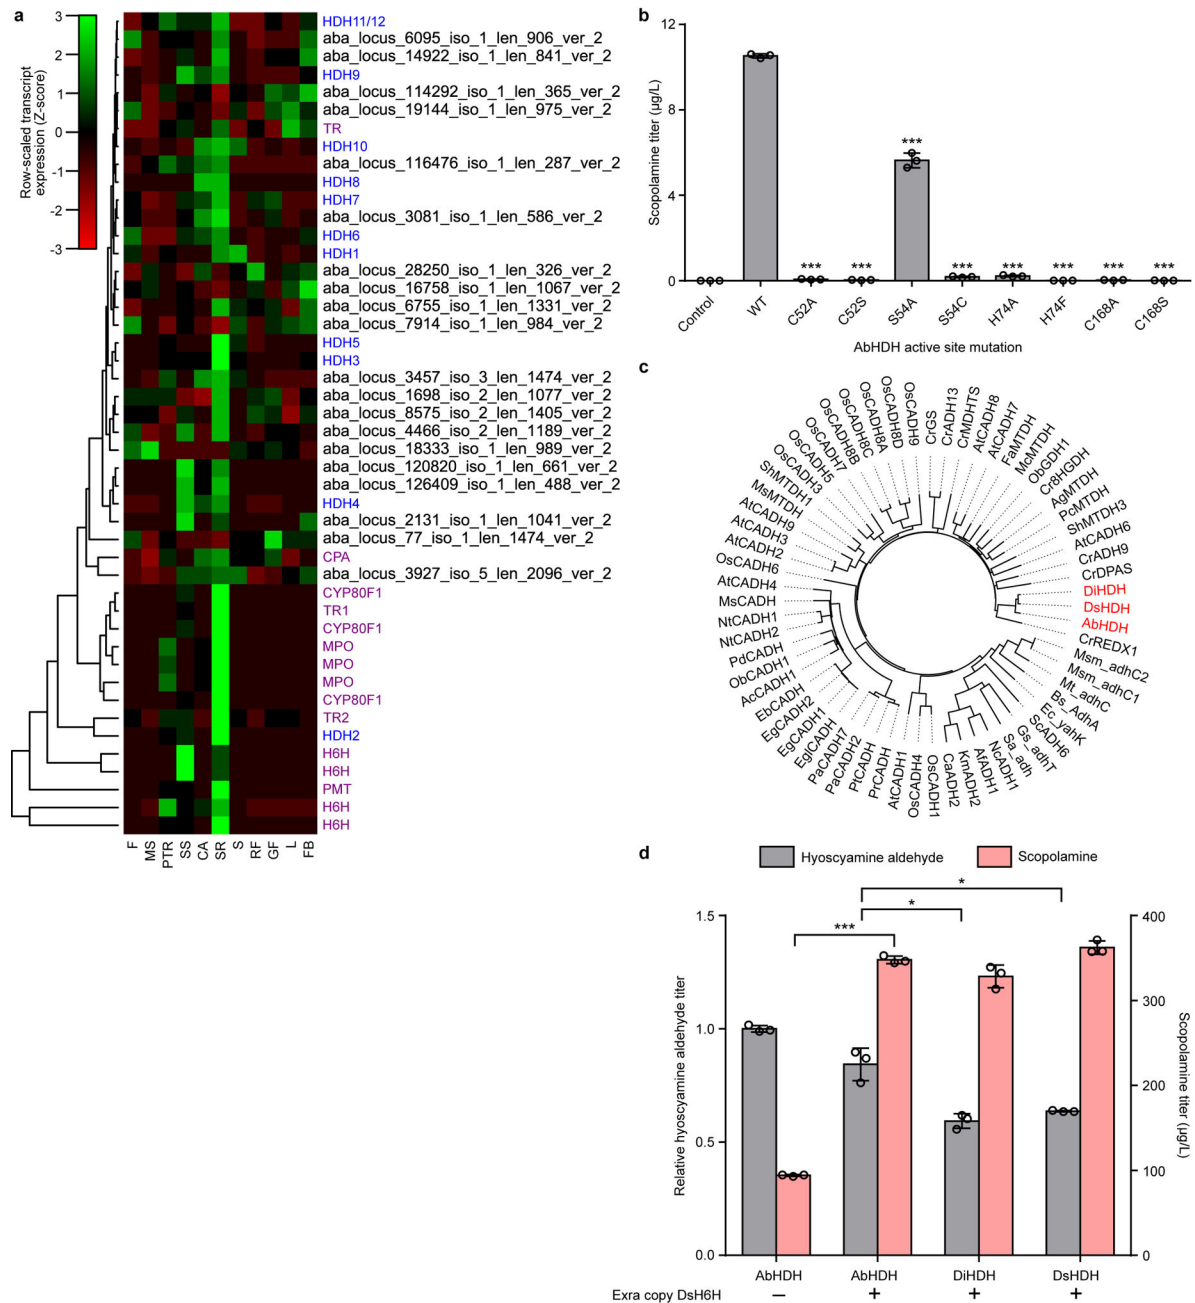 a
Row-scaled transcript
expression (Z-score)
3
2
1
0
-1
-2
-3
HDH11/12
aba_locus_6095_iso_1_len_906_ver_2
aba_locus_14922_iso_1_len_841_ver_2
HDH9
aba_locus_114292_iso_1_len_365_ver_2
aba_locus_19144_iso_1_len_975_ver_2
TR
HDH10
aba_locus_116476_iso_1_len_287_ver_2
HDH8
HDH7
aba_locus_3081_iso_1_len_586_ver_2
HDH6
HDH1
aba_locus_28250_iso_1_len_326_ver_2
aba_locus_16758_iso_1_len_1067_ver_2
aba_locus_6755_iso_1_len_1331_ver_2
aba_locus_7914_iso_1_len_984_ver_2
HDH5
HDH3
aba_locus_3457_iso_3_len_1474_ver_2
aba_locus_1698_iso_2_len_1077_ver_2
aba_locus_8575_iso_2_len_1405_ver_2
aba_locus_4466_iso_2_len_1189_ver_2
aba_locus_18333_iso_1_len_989_ver_2
aba_locus_120820_iso_1_len_661_ver_2
aba_locus_126409_iso_1_len_488_ver_2
HDH4
aba_locus_2131_iso_1_len_1041_ver_2
aba_locus_77_iso_1_len_1474_ver_2
CPA
aba_locus_3927_iso_5_len_2096_ver_2
CYP80F1
TR1
CYP80F1
MPO
MPO
MPO
CYP80F1
TR2
HDH2
H6H
H6H
PMT
H6H
H6H
F
MS
PTR
SS
CA
SR
S
RF
GF
L
FB
b
Scopolamine titer (µg/L)
12
8
4
0
***
***
***
***
***
***
***
***
Control
WT
C52A
C52S
S54A
S54C
H74A
H74F
C168A
C168S
AbHDH active site mutation
c
CrGS
CrADH13
CrMDHTS
AtCADH8
AtCADH7
FaMTDH
McMTDH
ObGDH1
Cr8HGDH
AgMTDH
PcMTDH
ShMTDH3
AtCADH6
CrADH9
CrDPAS
DiHDH
DsHDH
AbHDH
CrREDX1
Msm_adhC2
Msm_adhC1
Mt_adhC
Bs_AdhA
Ec_yahK
ScADH6
Gs_adhT
Sa_adh
NcADH1
AfADH1
KmADH2
CaADH2
OsCADH1
OsCADH4
AtCADH1
PrCADH
PtCADH
PaCADH2
PaCADH7
EglCADH
EgCADH1
EgCADH2
EbCADH
AcCADH1
ObCADH1
PdCADH
NtCADH2
NtCADH1
MsCADH
AtCADH4
OsCADH6
AtCADH2
AtCADH3
AtCADH9
MsMTDH
ShMTDH1
OsCADH3
OsCADH5
OsCADH7
OsCADH8B
OsCADH8C
OsCADH8A
OsCADH8D
OsCADH9
d
Hyoscyamine aldehyde
Scopolamine
*
*
***
Relative hyoscyamine aldehyde titer
1.5
1.0
0.5
0.0
400
300
200
100
0
Scopolamine titer (µg/L)
AbHDH
AbHDH
DiHDH
DsHDH
Exra copy DsH6H
–
+
+
+